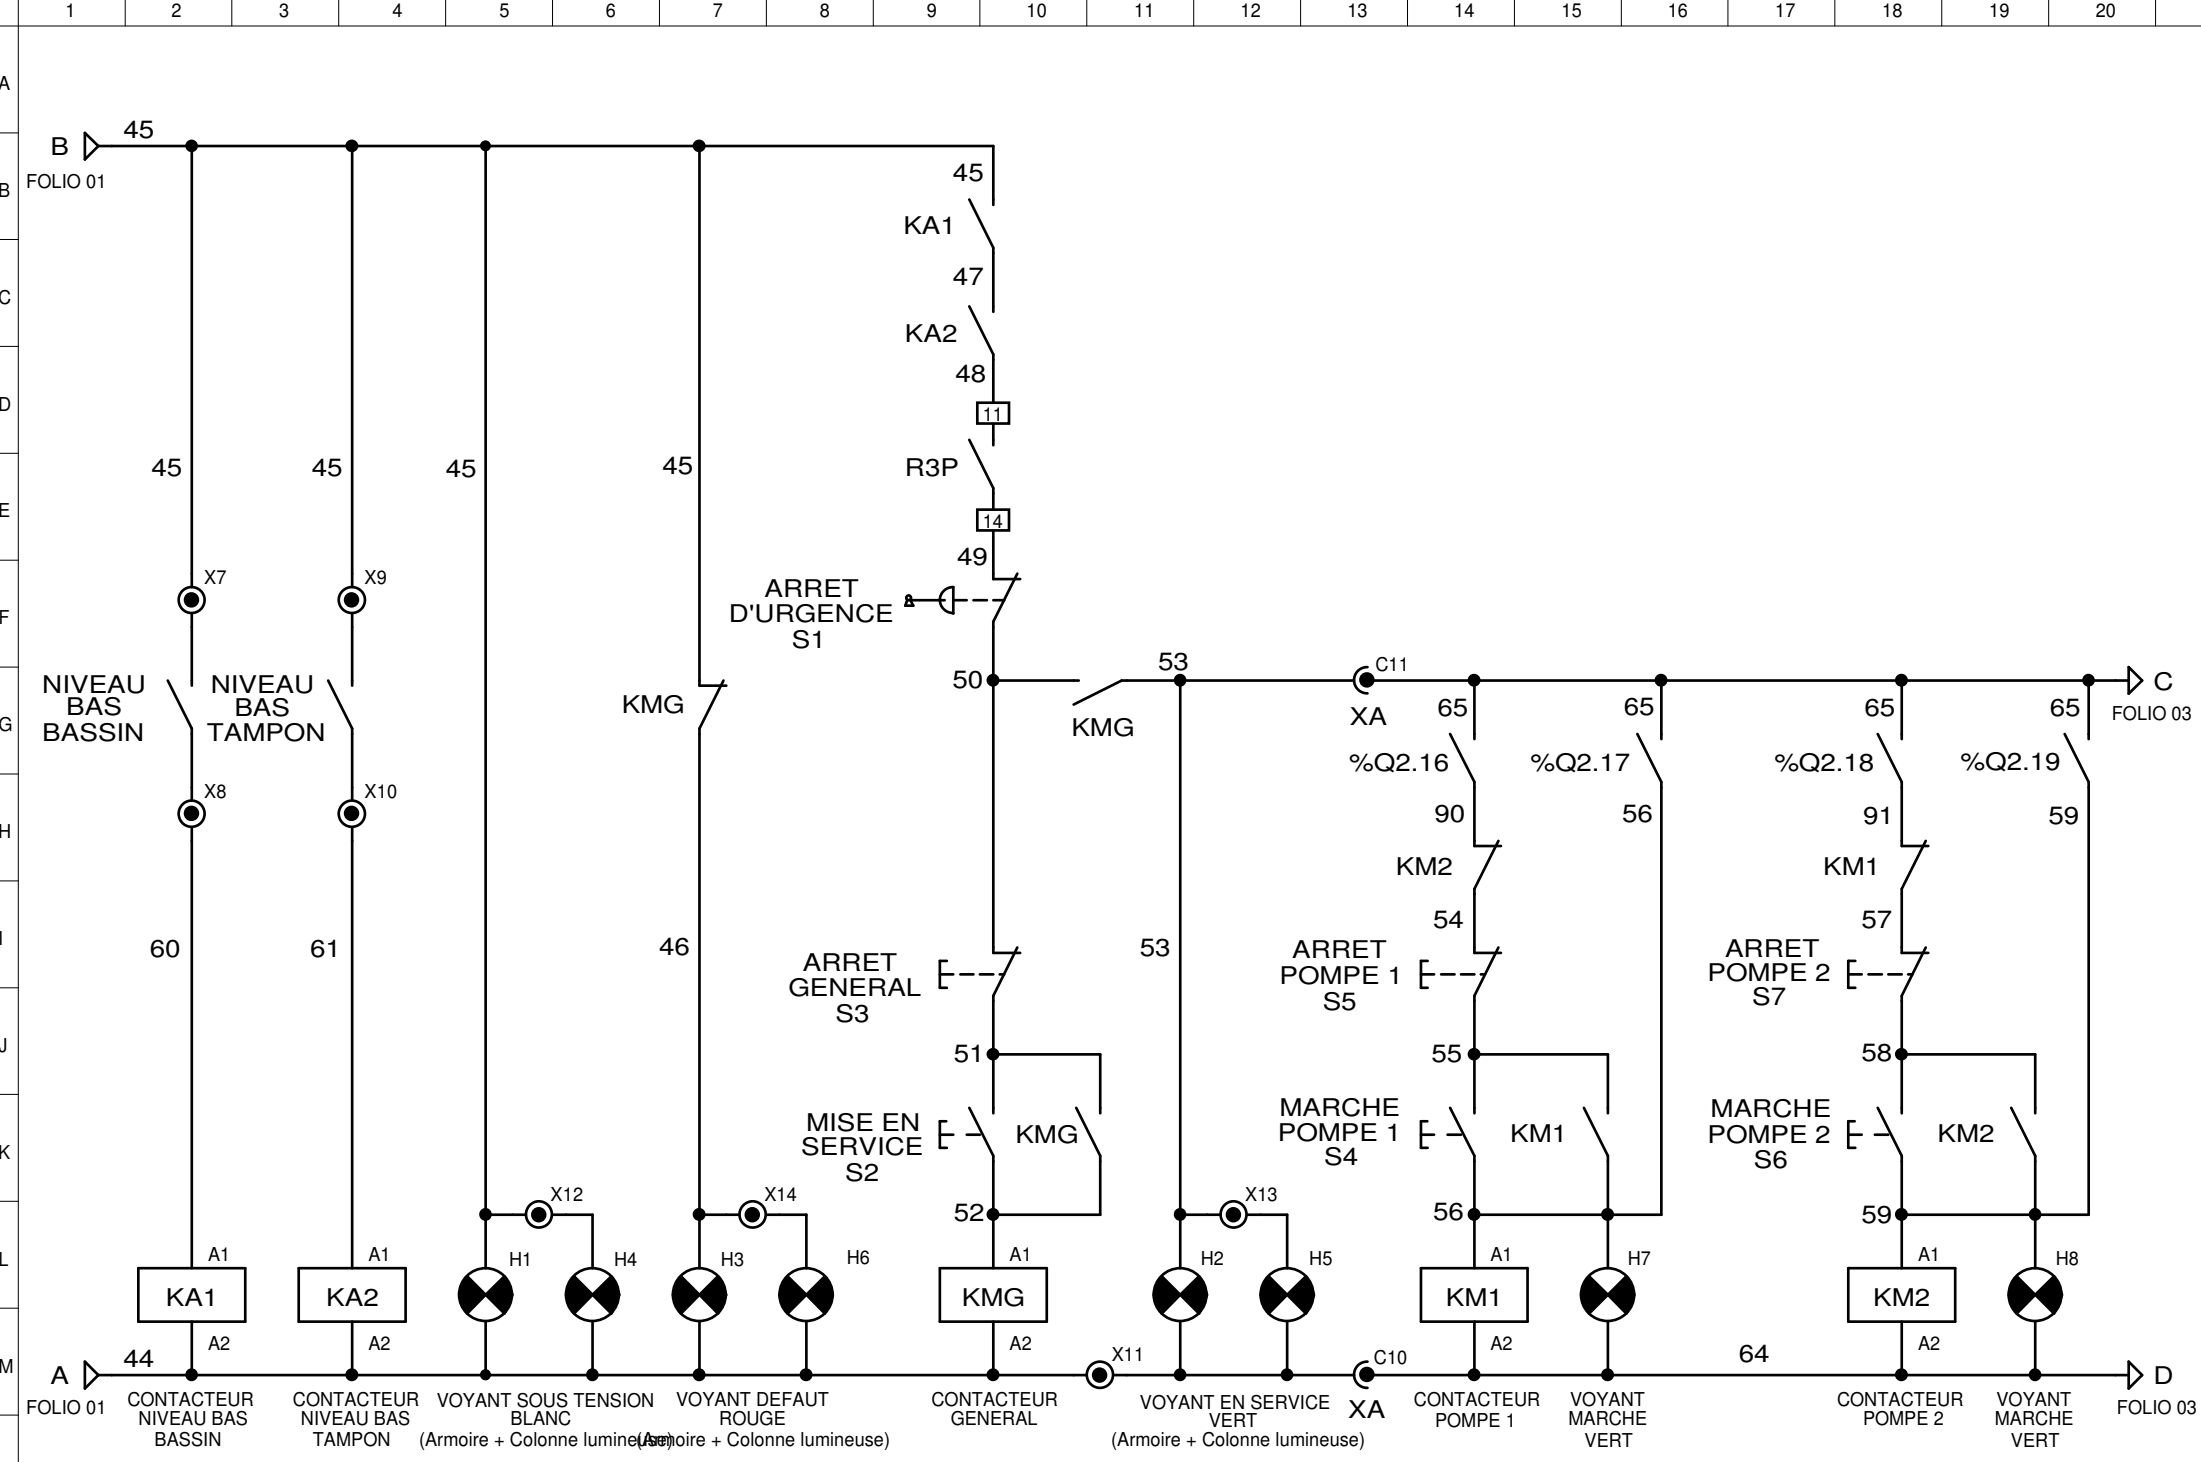 1 2 3 4 5 6 7 8 9 10 11 12 13 14 15 16 17 18 19 20
A
B
C
D
E
F
G
H
I
J
K
L
M
B
FOLIO 01
45
45
KA1
47
KA2
48
11
R3P
14
49
ARRET
D'URGENCE
S1
45
45
45
45
X7
X9
NIVEAU
BAS
BASSIN
NIVEAU
BAS
TAMPON
X8
X10
KMG
50
KMG
53
C11
XA
C
FOLIO 03
65
65
65
65
%Q2.16
%Q2.17
%Q2.18
%Q2.19
90
56
91
59
KM2
KM1
54
57
60
61
46
53
ARRET
GENERAL
S3
ARRET
POMPE 1
S5
ARRET
POMPE 2
S7
51
55
58
MISE EN
SERVICE
S2
KMG
MARCHE
POMPE 1
S4
KM1
MARCHE
POMPE 2
S6
KM2
X12
X14
52
X13
56
59
A1
KA1
A2
A1
KA2
A2
H1
H4
H3
H6
A1
KMG
A2
H2
H5
A1
KM1
A2
H7
A1
KM2
A2
H8
A
FOLIO 01
44
X11
C10
XA
64
D
FOLIO 03
CONTACTEUR
NIVEAU BAS
BASSIN
CONTACTEUR
NIVEAU BAS
TAMPON
VOYANT SOUS TENSION
BLANC
(Armoire + Colonne lumineuse)
VOYANT DEFAUT
ROUGE
(Armoire + Colonne lumineuse)
CONTACTEUR
GENERAL
VOYANT EN SERVICE
VERT
(Armoire + Colonne lumineuse)
CONTACTEUR
POMPE 1
VOYANT
MARCHE
VERT
CONTACTEUR
POMPE 2
VOYANT
MARCHE
VERT